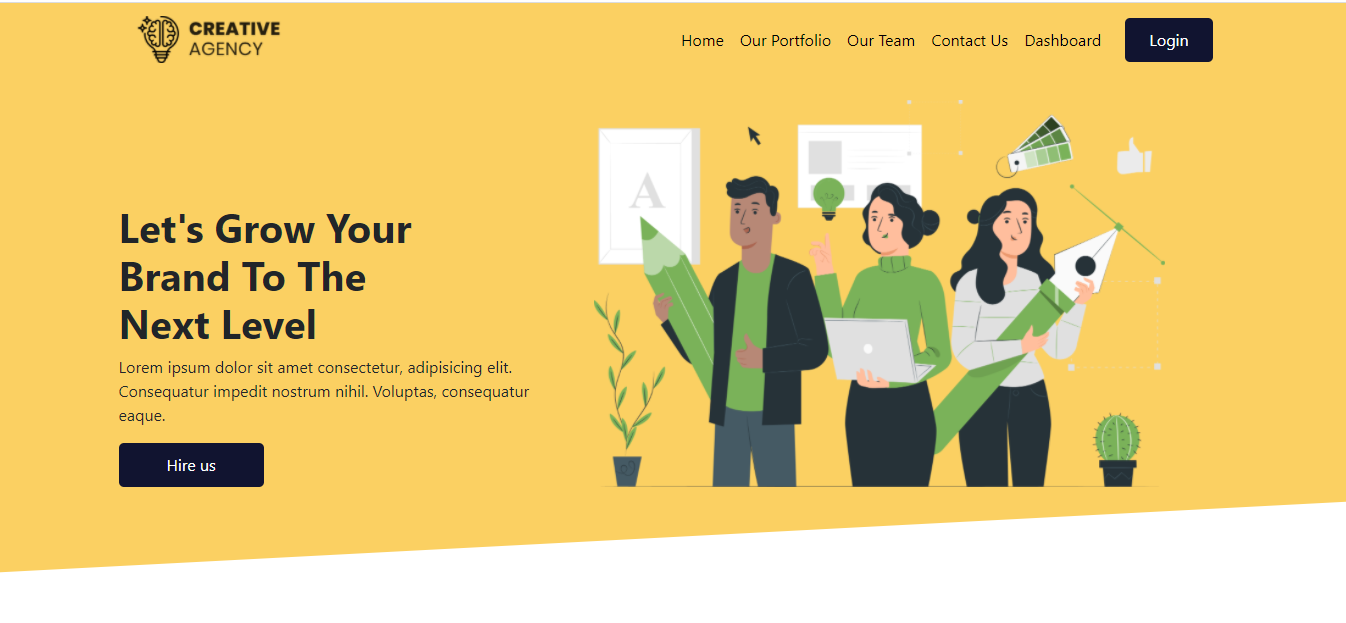 CREATIVE
AGENCY
Home Our Portfolio Our Team Contact Us Dashboard Login
A
Let's Grow Your
Brand To The
Next Level
Lorem ipsum dolor sit amet consectetur, adipisicing elit.
Consequatur impedit nostrum nihil. Voluptas, consequatur
eaque.
Hire us